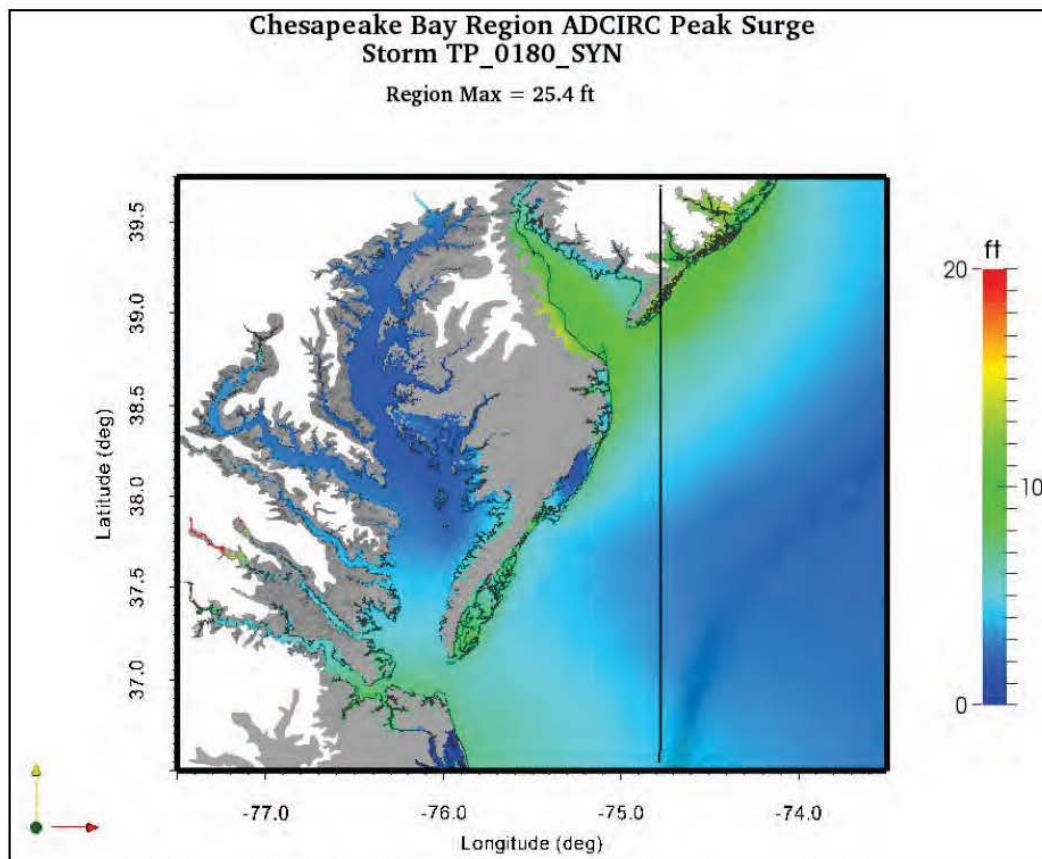 Chesapeake Bay Region ADCIRC Peak Surge
Storm TP_0180_SYN
Region Max = 25.4 ft
39.5
39.0
38.5
38.0
37.5
37.0
Latitude (deg)
-77.0
-76.0
-75.0
-74.0
Longitude (deg)
ft
20
10
0